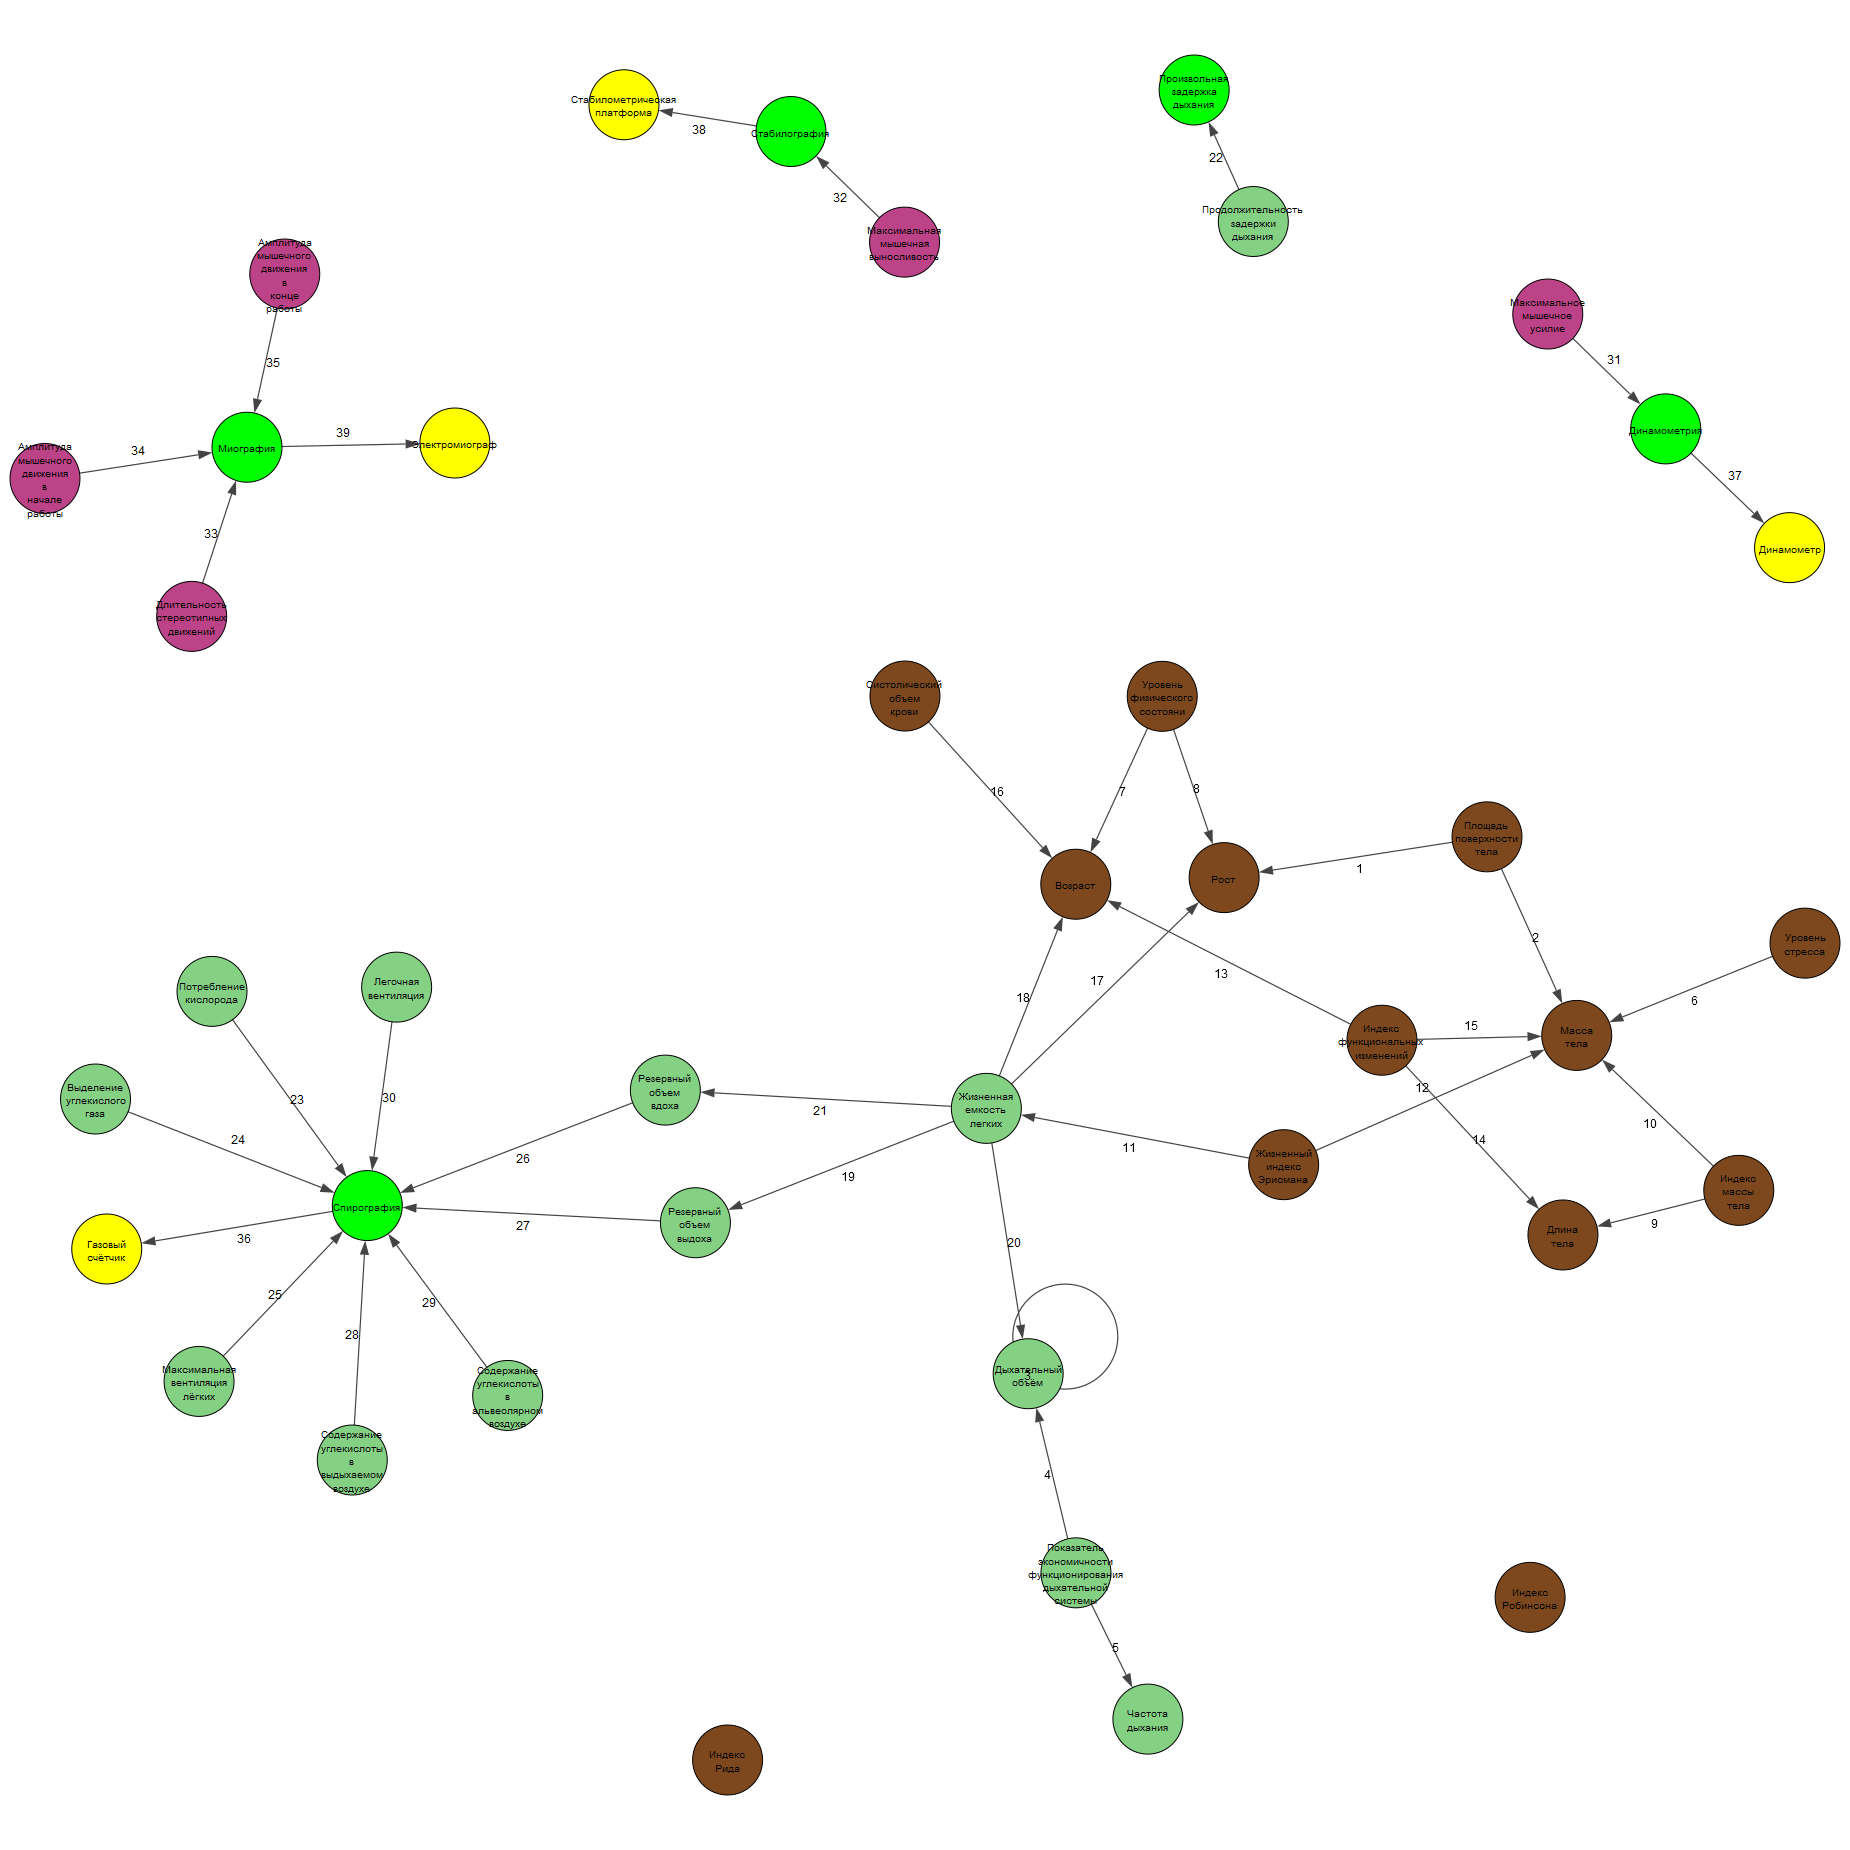 Произвольная
задержка
дыхания
Стабилометрическая
платформа
38
Стабилография
22
32
Продолжительность
задержки
дыхания
Максимальная
мышечная
выносливость
Амплитуда
мышечного
движения
в
конце
работы
Максимальное
мышечное
усилие
35
31
34
Амплитуда
мышечного
движения
в
начале
работы
Миография
39
Электромиограф
Динамометрия
37
33
Динамометр
Длительность
стереотипных
движений
Систолический
объем
крови
Уровень
физического
состояни
16
7
8
Площадь
поверхности
тела
1
Возраст
Рост
2
Уровень
стресса
Потребление
кислорода
Легочная
вентиляция
18
17
13
6
Индекс
функциональных
изменений
15
Масса
тела
Выделение
углекислого
газа
23
30
Резервный
объем
вдоха
21
Жизненная
емкость
легких
12
24
26
11
14
10
Жизненный
индекс
Эрисмана
19
Индекс
массы
тела
Спирография
27
Резервный
объем
выдоха
Длина
тела
9
Газовый
счётчик
36
20
25
29
28
Максимальная
вентиляция
лёгких
Содержание
углекислоты
в
альвеолярном
воздухе
Дыхательный
объём
3
Содержание
углекислоты
в
выдыхаемом
воздухе
4
Показатель
экономичности
функционирования
дыхательной
системы
Индекс
Робинсона
5
Частота
дыхания
Индекс
Рида